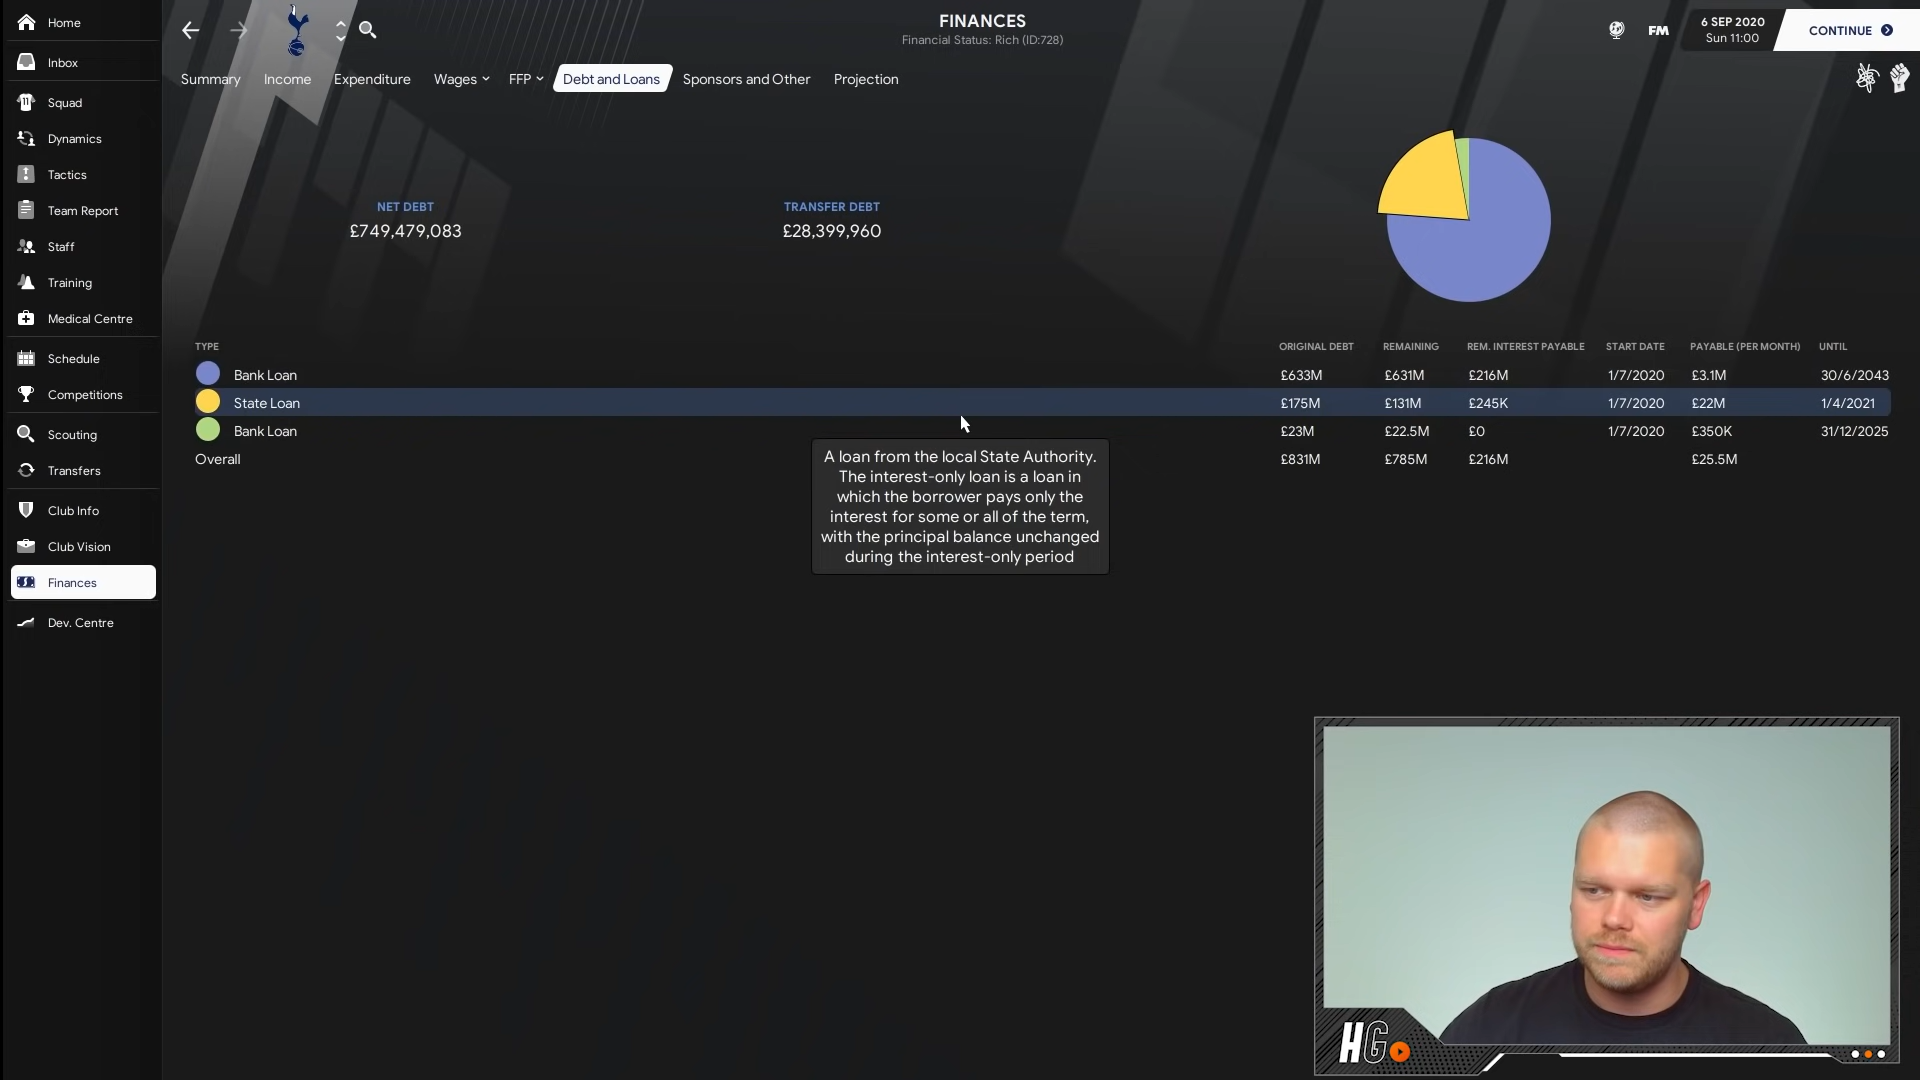 Home
Inbox
Squad
Dynamics
Tactics
Team Report
Staff
Training
Medical Centre
Schedule
Competitions
Scouting
Transfers
Club Info
Club Vision
Finances
Dev. Centre
FINANCES
Financial Status: Rich (ID:728)
FM
6 SEP 2020
Sun 11:00
CONTINUE
Summary Income Expenditure Wages FFP Debt and Loans Sponsors and Other Projection
NET DEBT TRANSFER DEBT
£749,479,083 £28,399,960
TYPE ORIGINAL DEBT REMAINING REM. INTEREST PAYABLE START DATE PAYABLE (PER MONTH) UNTIL
Bank Loan £633M £631M £216M 1/7/2020 £3.1M 30/6/2043
State Loan £175M £131M £245K 1/7/2020 £22M 1/4/2021
Bank Loan £23M £22.5M £0 1/7/2020 £350K 31/12/2025
Overall £831M £785M £216M £25.5M
A loan from the local State Authority.
The interest-only loan is a loan in
which the borrower pays only the
interest for some or all of the term,
with the principal balance unchanged
during the interest-only period
HG